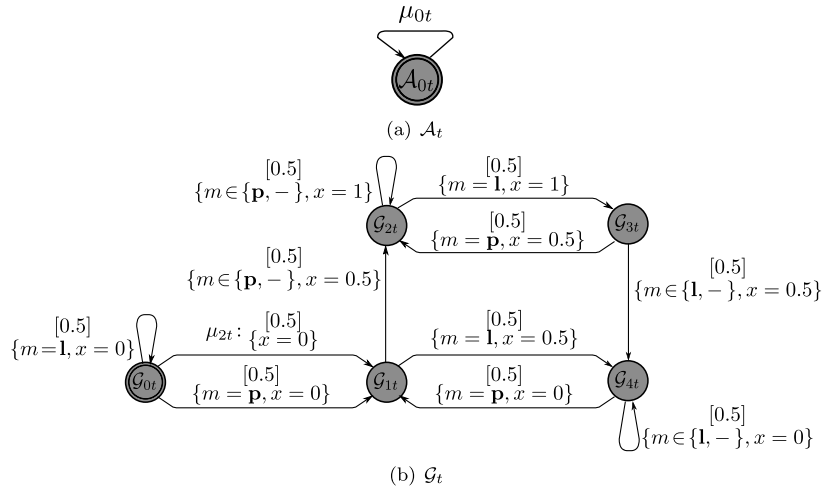 μ₀ₜ
𝒜₀ₜ
(a) 𝒜ₜ
[0.5]
{m∈{p, −}, x = 1}
[0.5]
{m = l, x = 1}
𝒢₂ₜ
𝒢₃ₜ
[0.5]
{m = p, x = 0.5}
[0.5]
{m∈{p, −}, x = 0.5}
[0.5]
{m∈{l, −}, x = 0.5}
[0.5]
{m=l, x = 0}
μ₂ₜ: [0.5]
{x = 0}
[0.5]
{m = l, x = 0.5}
𝒢₀ₜ
𝒢₁ₜ
𝒢₄ₜ
[0.5]
{m = p, x = 0}
[0.5]
{m = p, x = 0}
[0.5]
{m∈{l, −}, x = 0}
(b) 𝒢ₜ